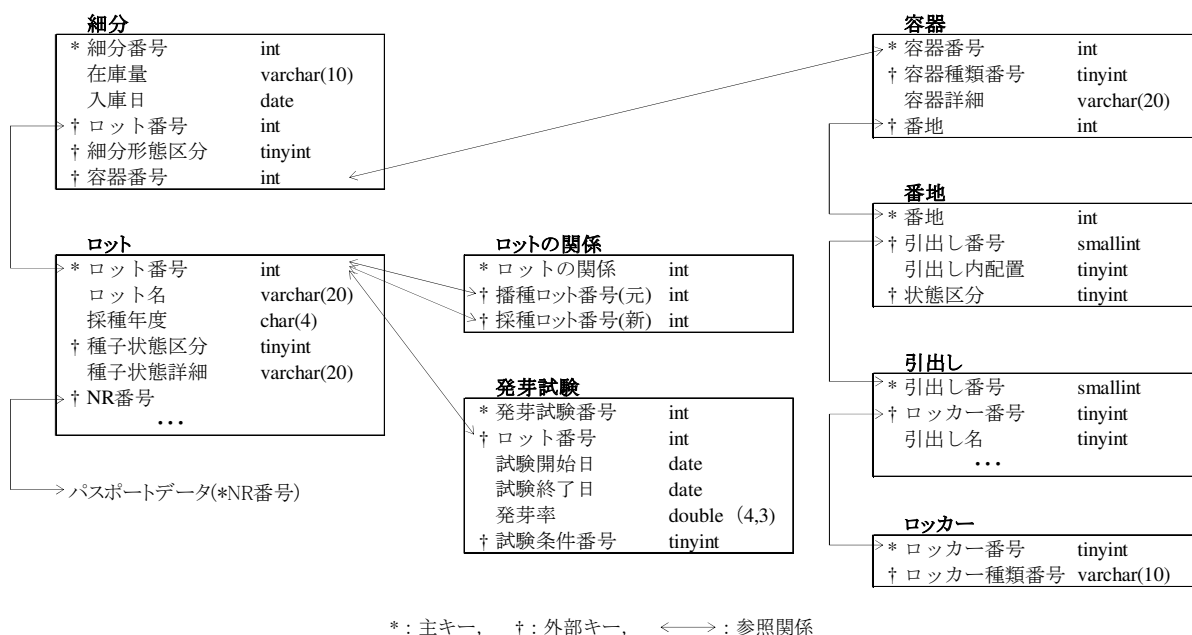 細分
* 細分番号 int
在庫量 varchar(10)
入庫日 date
† ロット番号 int
† 細分形態区分 tinyint
† 容器番号 int
ロット
* ロット番号 int
ロット名 varchar(20)
採種年度 char(4)
† 種子状態区分 tinyint
種子状態詳細 varchar(20)
† NR番号
・・・
パスポートデータ(*NR番号)
ロットの関係
* ロットの関係 int
† 播種ロット番号(元) int
† 採種ロット番号(新) int
発芽試験
* 発芽試験番号 int
† ロット番号 int
試験開始日 date
試験終了日 date
発芽率 double (4,3)
† 試験条件番号 tinyint
容器
* 容器番号 int
† 容器種類番号 tinyint
容器詳細 varchar(20)
† 番地 int
番地
* 番地 int
† 引出し番号 smallint
引出し内配置 tinyint
† 状態区分 tinyint
引出し
* 引出し番号 smallint
† ロッカー番号 tinyint
引出し名 tinyint
・・・
ロッカー
* ロッカー番号 tinyint
† ロッカー種類番号 varchar(10)
* : 主キー, † : 外部キー, ←→ : 参照関係